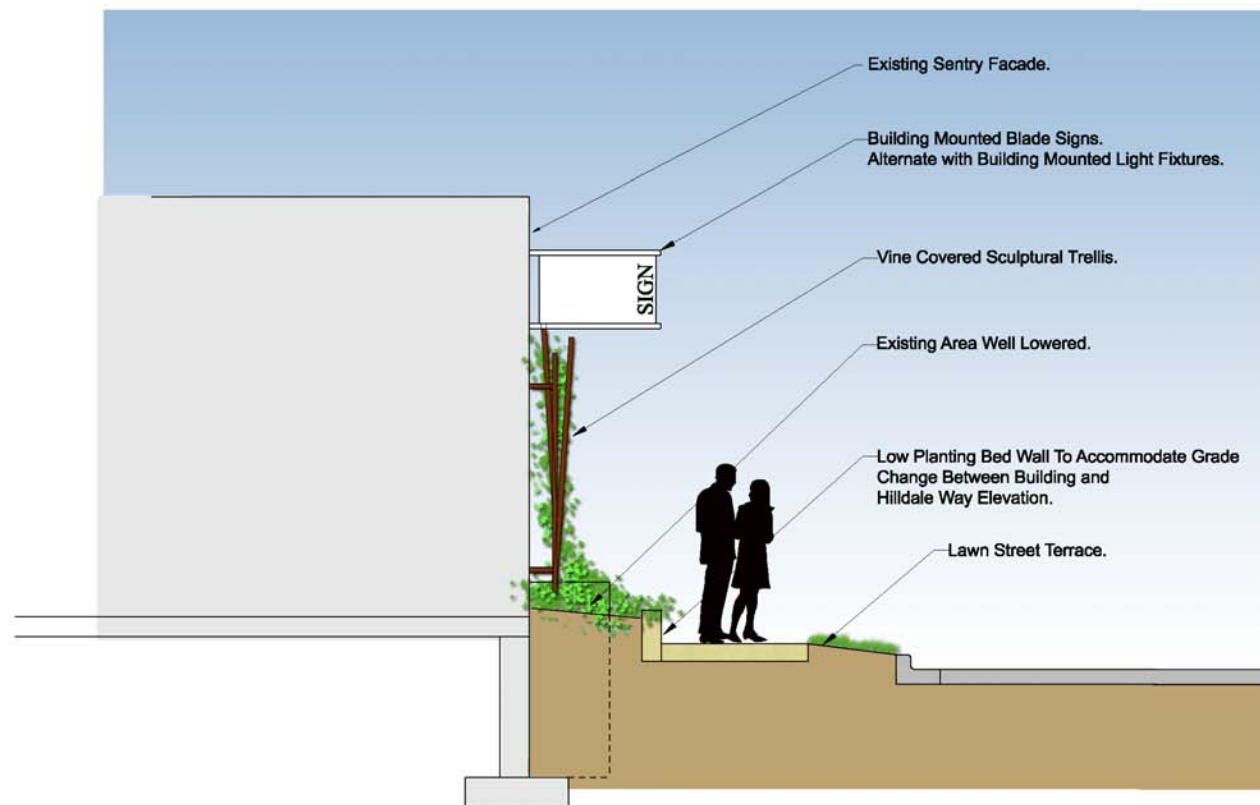 Existing Sentry Facade.
Building Mounted Blade Signs.
Alternate with Building Mounted Light Fixtures.
SIGN
Vine Covered Sculptural Trellis.
Existing Area Well Lowered.
Low Planting Bed Wall To Accommodate Grade
Change Between Building and
Hilldale Way Elevation.
Lawn Street Terrace.